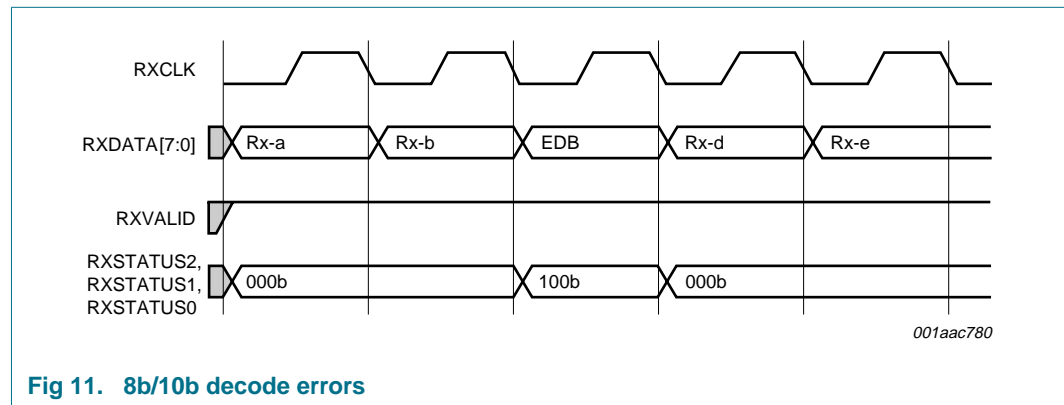 RXCLK
RXDATA[7:0] Rx-a Rx-b EDB Rx-d Rx-e
RXVALID
RXSTATUS2,
RXSTATUS1, 000b 100b 000b
RXSTATUS0
001aac780
Fig 11. 8b/10b decode errors